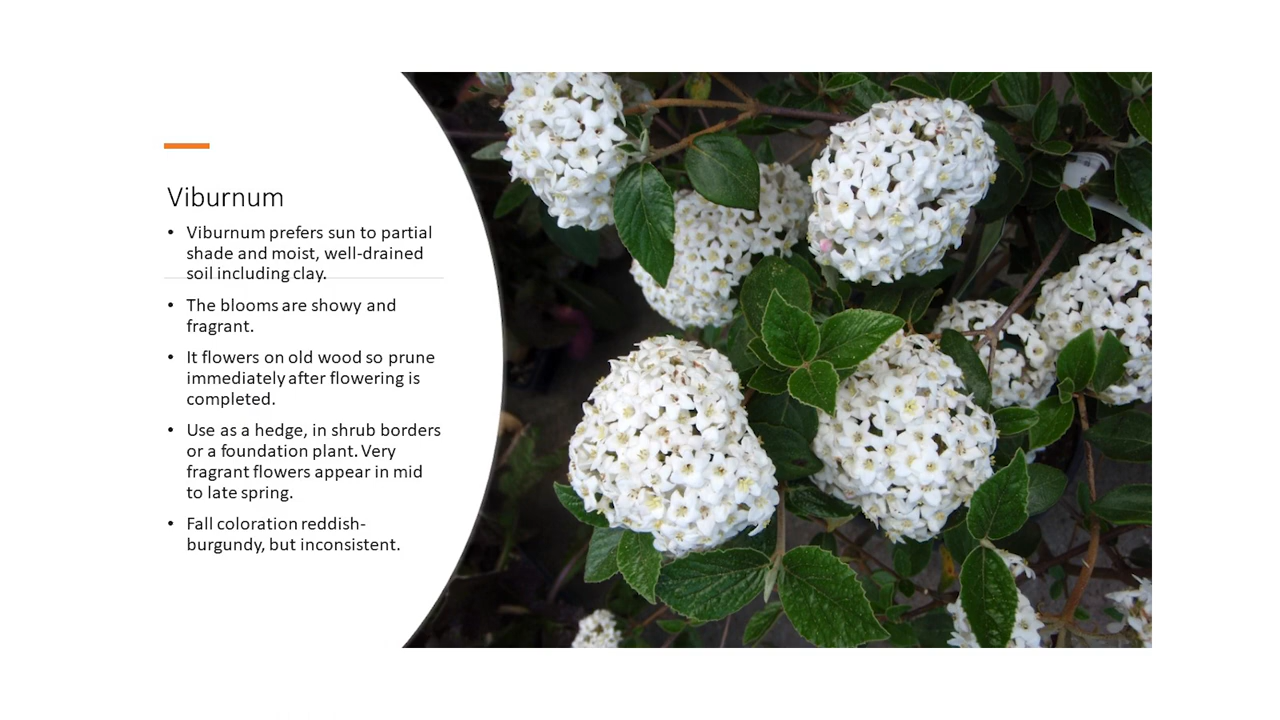 Viburnum
• Viburnum prefers sun to partial
shade and moist, well-drained
soil including clay.
• The blooms are showy and
fragrant.
• It flowers on old wood so prune
immediately after flowering is
completed.
• Use as a hedge, in shrub borders
or a foundation plant. Very
fragrant flowers appear in mid
to late spring.
• Fall coloration reddish-
burgundy, but inconsistent.